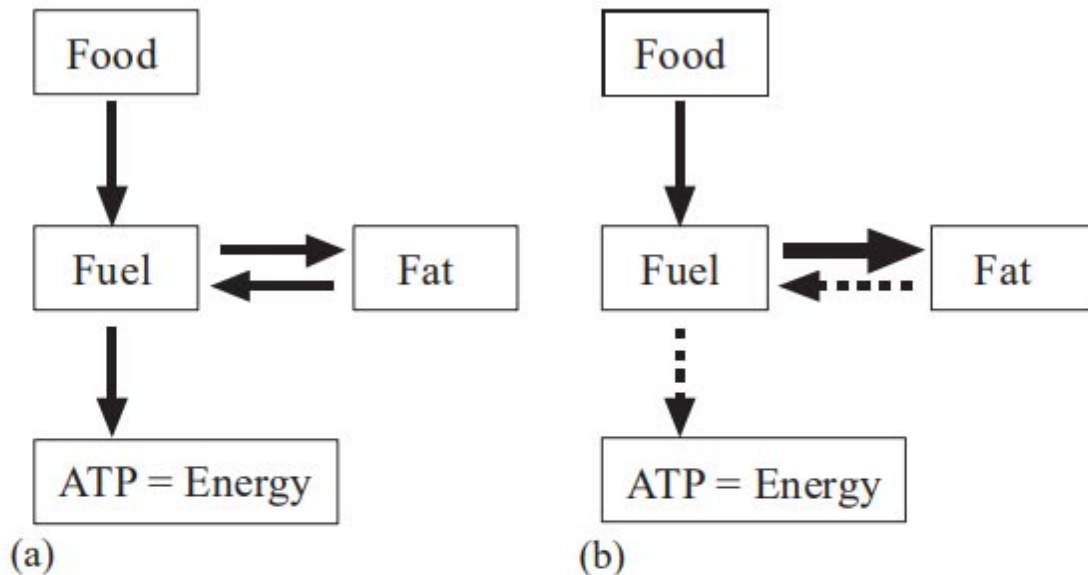 Food
Fuel
Fat
ATP = Energy
(a)
Food
Fuel
Fat
ATP = Energy
(b)